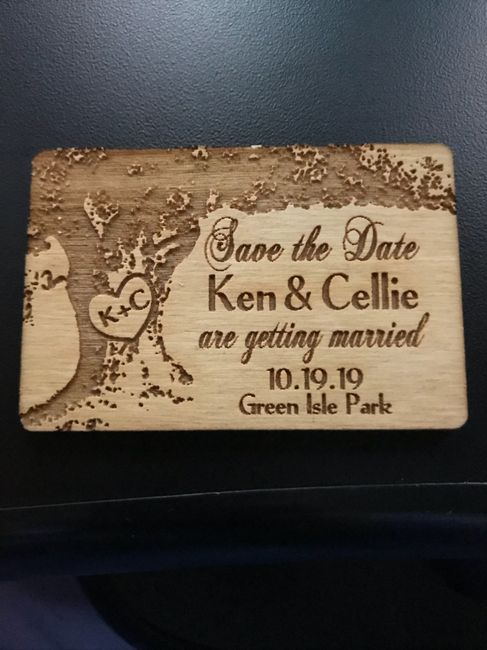 K+C
Save the Date
Ken & Cellie
are getting married
10.19.19
Green Isle Park